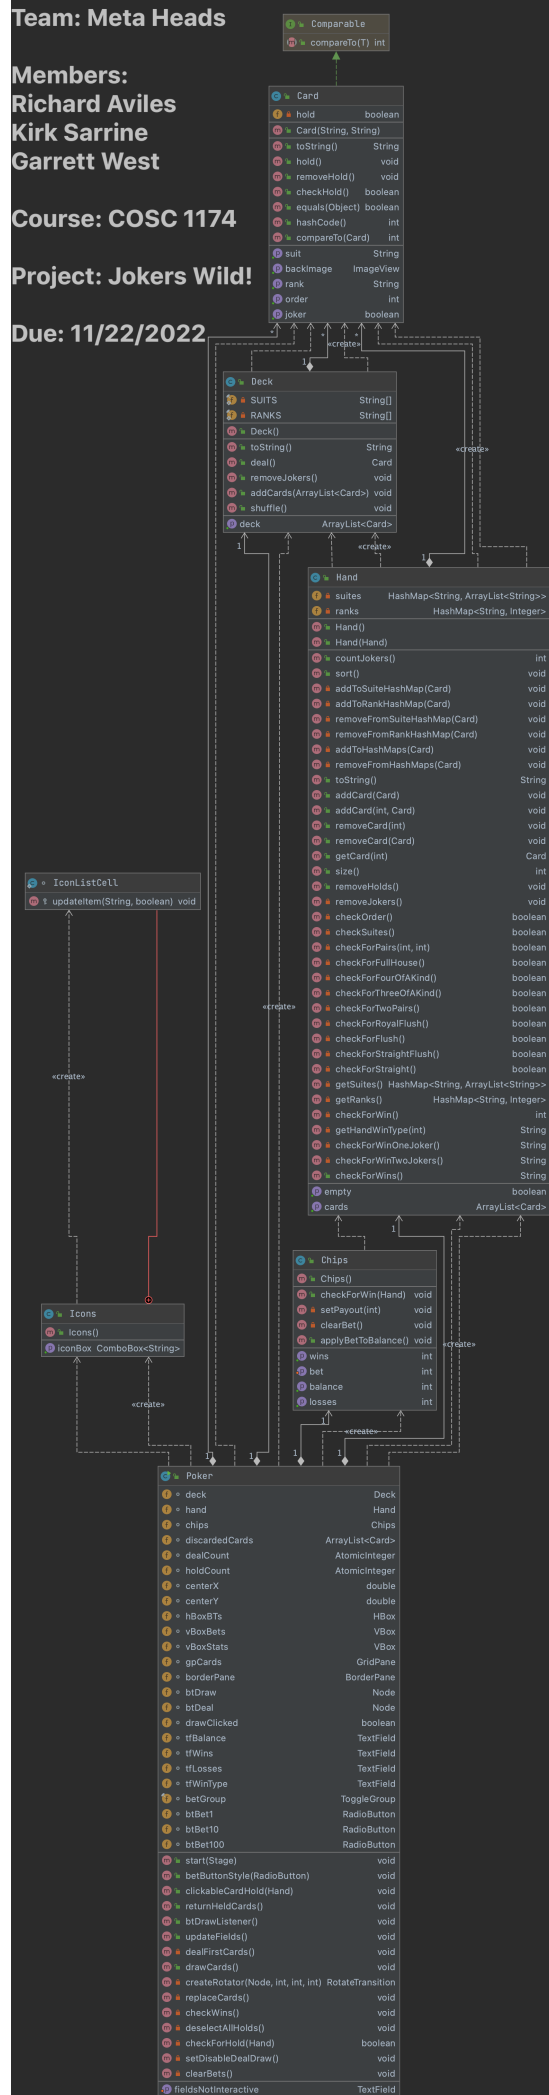 Team: Meta Heads
Members:
Richard Aviles
Kirk Sarrine
Garrett West
Course: COSC 1174
Project: Jokers Wild!
Due: 11/22/2022
Comparable
compareTo(T) int
Card
hold boolean
Card(String, String)
toString() String
hold() void
removeHold() void
checkHold() boolean
equals(Object) boolean
hashCode() int
compareTo(Card) int
suit String
backImage ImageView
rank String
order int
joker boolean
* * *
«create»
1
Deck
SUITS String[]
RANKS String[]
Deck()
toString() String
deal() Card
removeJokers() void
addCards(ArrayList<Card>) void
shuffle() void
deck ArrayList<Card>
«create»
1
«create»
1
Hand
suites HashMap<String, ArrayList<String>>
ranks HashMap<String, Integer>
Hand()
Hand(Hand)
countJokers() int
sort() void
addToSuiteHashMap(Card) void
addToRankHashMap(Card) void
removeFromSuiteHashMap(Card) void
removeFromRankHashMap(Card) void
addToHashMaps(Card) void
removeFromHashMaps(Card) void
toString() String
addCard(Card) void
addCard(int, Card) void
removeCard(int) void
removeCard(Card) void
getCard(int) Card
size() int
removeHolds() void
removeJokers() void
checkOrder() boolean
checkSuites() boolean
checkForPairs(int, int) boolean
checkForFullHouse() boolean
checkForFourOfAKind() boolean
checkForThreeOfAKind() boolean
checkForTwoPairs() boolean
checkForRoyalFlush() boolean
checkForFlush() boolean
checkForStraightFlush() boolean
checkForStraight() boolean
getSuites() HashMap<String, ArrayList<String>>
getRanks() HashMap<String, Integer>
checkForWin() int
getHandWinType(int) String
checkForWinOneJoker() String
checkForWinTwoJokers() String
checkForWins() String
empty boolean
cards ArrayList<Card>
IconListCell
updateItem(String, boolean) void
«create»
«create»
1
Chips
Chips()
checkForWin(Hand) void
setPayout(int) void
clearBet() void
applyBetToBalance() void
wins int
bet int
balance int
losses int
Icons
Icons()
iconBox ComboBox<String>
«create»
«create»
1
«create»
1 1 1 1
Poker
deck Deck
hand Hand
chips Chips
discardedCards ArrayList<Card>
dealCount AtomicInteger
holdCount AtomicInteger
centerX double
centerY double
hBoxBTs HBox
vBoxBets VBox
vBoxStats VBox
gpCards GridPane
borderPane BorderPane
btDraw Node
btDeal Node
drawClicked boolean
tfBalance TextField
tfWins TextField
tfLosses TextField
tfWinType TextField
betGroup ToggleGroup
btBet1 RadioButton
btBet10 RadioButton
btBet100 RadioButton
start(Stage) void
betButtonStyle(RadioButton) void
clickableCardHold(Hand) void
returnHeldCards() void
btDrawListener() void
updateFields() void
dealFirstCards() void
drawCards() void
createRotator(Node, int, int, int) RotateTransition
replaceCards() void
checkWins() void
deselectAllHolds() void
checkForHold(Hand) boolean
setDisableDealDraw() void
clearBets() void
fieldsNotInteractive TextField